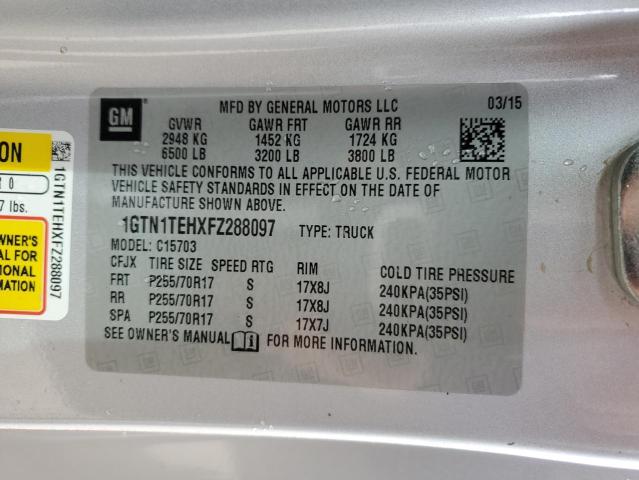 GM
MFD BY GENERAL MOTORS LLC 03/15
GVWR GAWR FRT GAWR RR
2948 KG 1452 KG 1724 KG
6500 LB 3200 LB 3800 LB
THIS VEHICLE CONFORMS TO ALL APPLICABLE U.S. FEDERAL MOTOR
VEHICLE SAFETY STANDARDS IN EFFECT ON THE DATE OF
MANUFACTURE SHOWN ABOVE.
1GTN1TEHXFZ288097 TYPE: TRUCK
MODEL: C15703
CFJX TIRE SIZE SPEED RTG RIM COLD TIRE PRESSURE
FRT P255/70R17 S 17X8J 240KPA(35PSI)
RR P255/70R17 S 17X8J 240KPA(35PSI)
SPA P255/70R17 S 17X7J 240KPA(35PSI)
SEE OWNER'S MANUAL FOR MORE INFORMATION.
ION
7 lbs.
OWNER'S
AL FOR
IONAL
MATION
1GTN1TEHXFZ288097